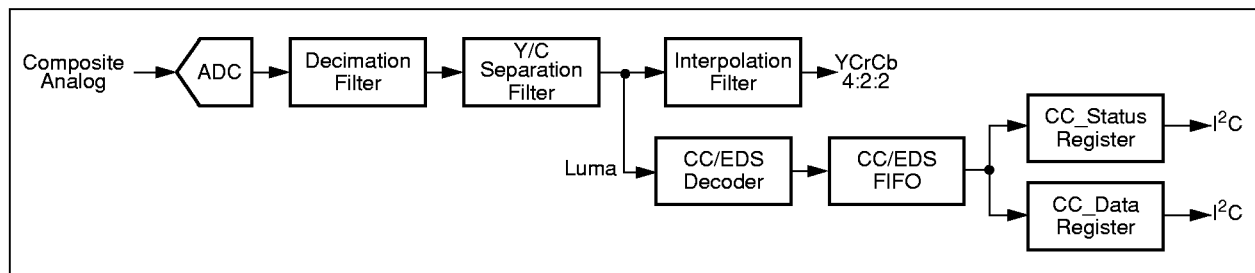 Composite
Analog
ADC
Decimation
Filter
Y/C
Separation
Filter
Interpolation
Filter
YCrCb
4:2:2
Luma
CC/EDS
Decoder
CC/EDS
FIFO
CC_Status
Register
I²C
CC_Data
Register
I²C